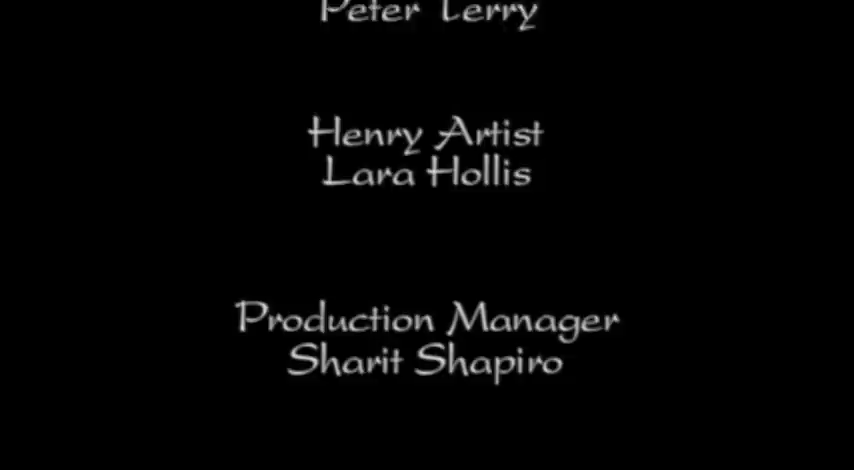 Peter Terry
Henry Artist
Lara Hollis
Production Manager
Sharit Shapiro